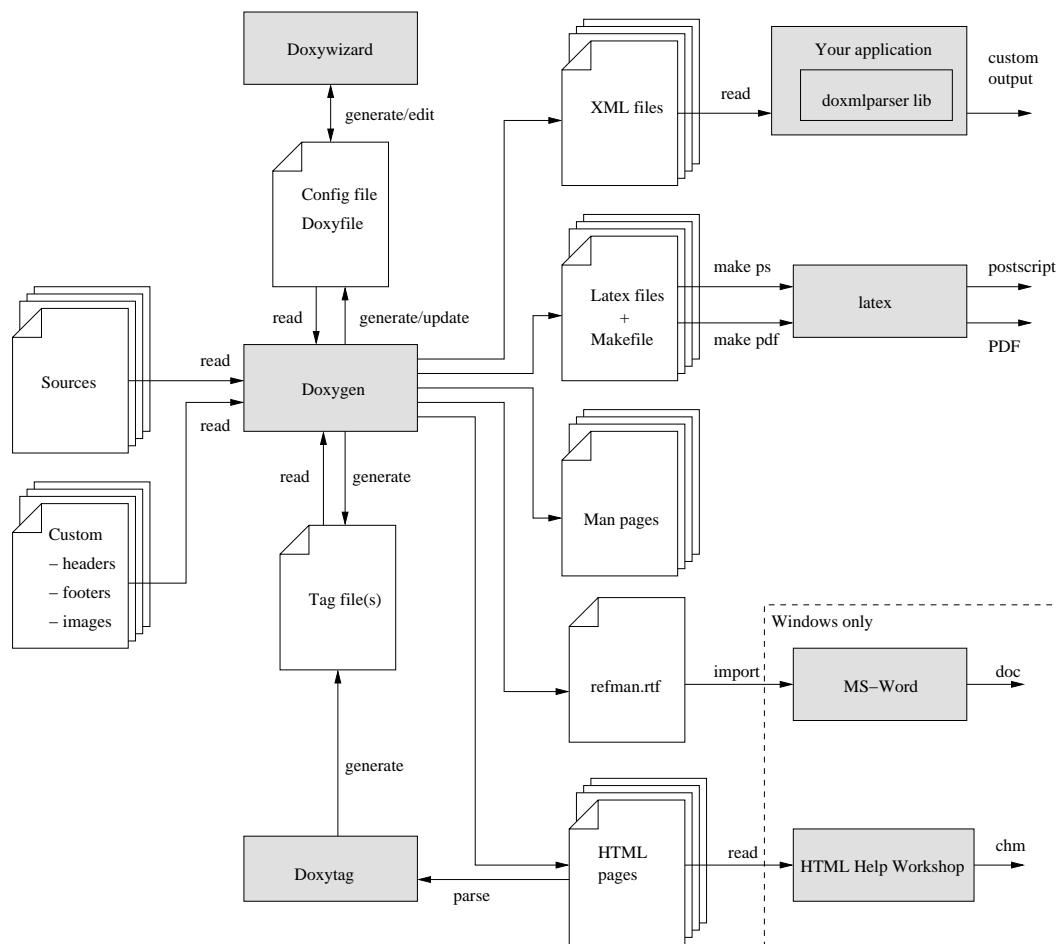 Doxywizard
generate/edit
Config file
Doxyfile
read
generate/update
Sources
read
Doxygen
read
Custom
– headers
– footers
– images
read
generate
Tag file(s)
generate
Doxytag
parse
XML files
read
Your application
doxmlparser lib
custom
output
Latex files
+
Makefile
make ps
make pdf
latex
postscript
PDF
Man pages
refman.rtf
import
Windows only
MS–Word
doc
HTML
pages
read
HTML Help Workshop
chm